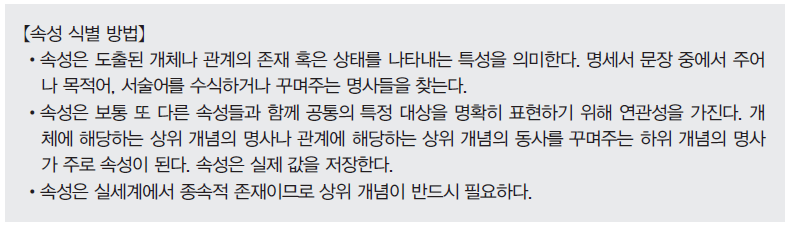 【속성 식별 방법】
• 속성은 도출된 개체나 관계의 존재 혹은 상태를 나타내는 특성을 의미한다. 명세서 문장 중에서 주어
나 목적어, 서술어를 수식하거나 꾸며주는 명사들을 찾는다.
• 속성은 보통 또 다른 속성들과 함께 공통의 특정 대상을 명확히 표현하기 위해 연관성을 가진다. 개
체에 해당하는 상위 개념의 명사나 관계에 해당하는 상위 개념의 동사를 꾸며주는 하위 개념의 명사
가 주로 속성이 된다. 속성은 실제 값을 저장한다.
• 속성은 실세계에서 종속적 존재이므로 상위 개념이 반드시 필요하다.